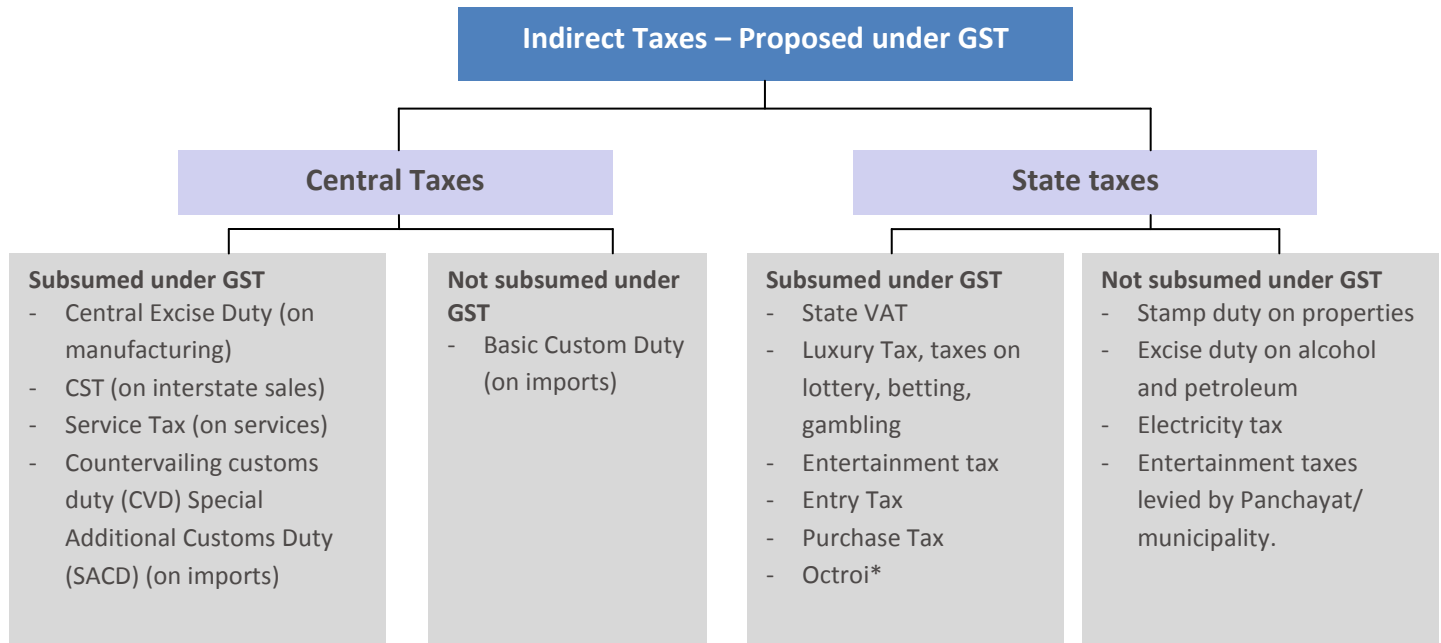 Indirect Taxes – Proposed under GST
Central Taxes
State taxes
Subsumed under GST
- Central Excise Duty (on
manufacturing)
- CST (on interstate sales)
- Service Tax (on services)
- Countervailing customs
duty (CVD) Special
Additional Customs Duty
(SACD) (on imports)
Not subsumed under
GST
- Basic Custom Duty
(on imports)
Subsumed under GST
- State VAT
- Luxury Tax, taxes on
lottery, betting,
gambling
- Entertainment tax
- Entry Tax
- Purchase Tax
- Octroi*
Not subsumed under GST
- Stamp duty on properties
- Excise duty on alcohol
and petroleum
- Electricity tax
- Entertainment taxes
levied by Panchayat/
municipality.